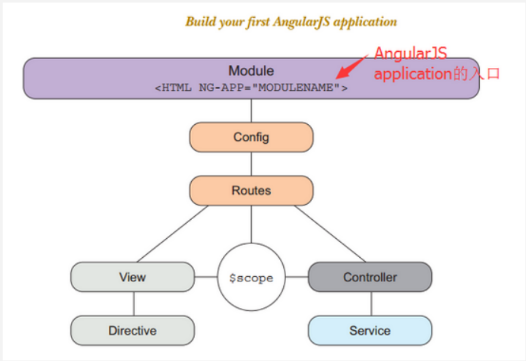 Build your first AngularJS application
AngularJS
application的入口
Module
<HTML NG-APP="MODULENAME">
Config
Routes
View
$scope
Controller
Directive
Service